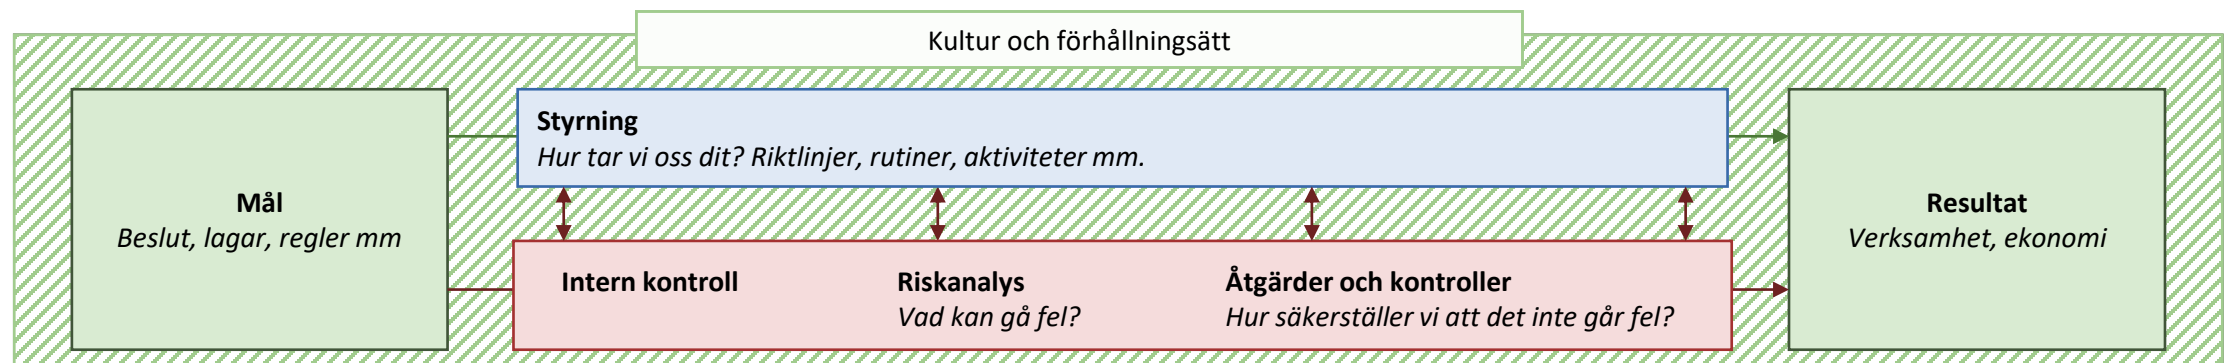 Kultur och förhållningsätt
Mål
Beslut, lagar, regler mm
Styrning
Hur tar vi oss dit? Riktlinjer, rutiner, aktiviteter mm.
Intern kontroll
Riskanalys
Vad kan gå fel?
Åtgärder och kontroller
Hur säkerställer vi att det inte går fel?
Resultat
Verksamhet, ekonomi